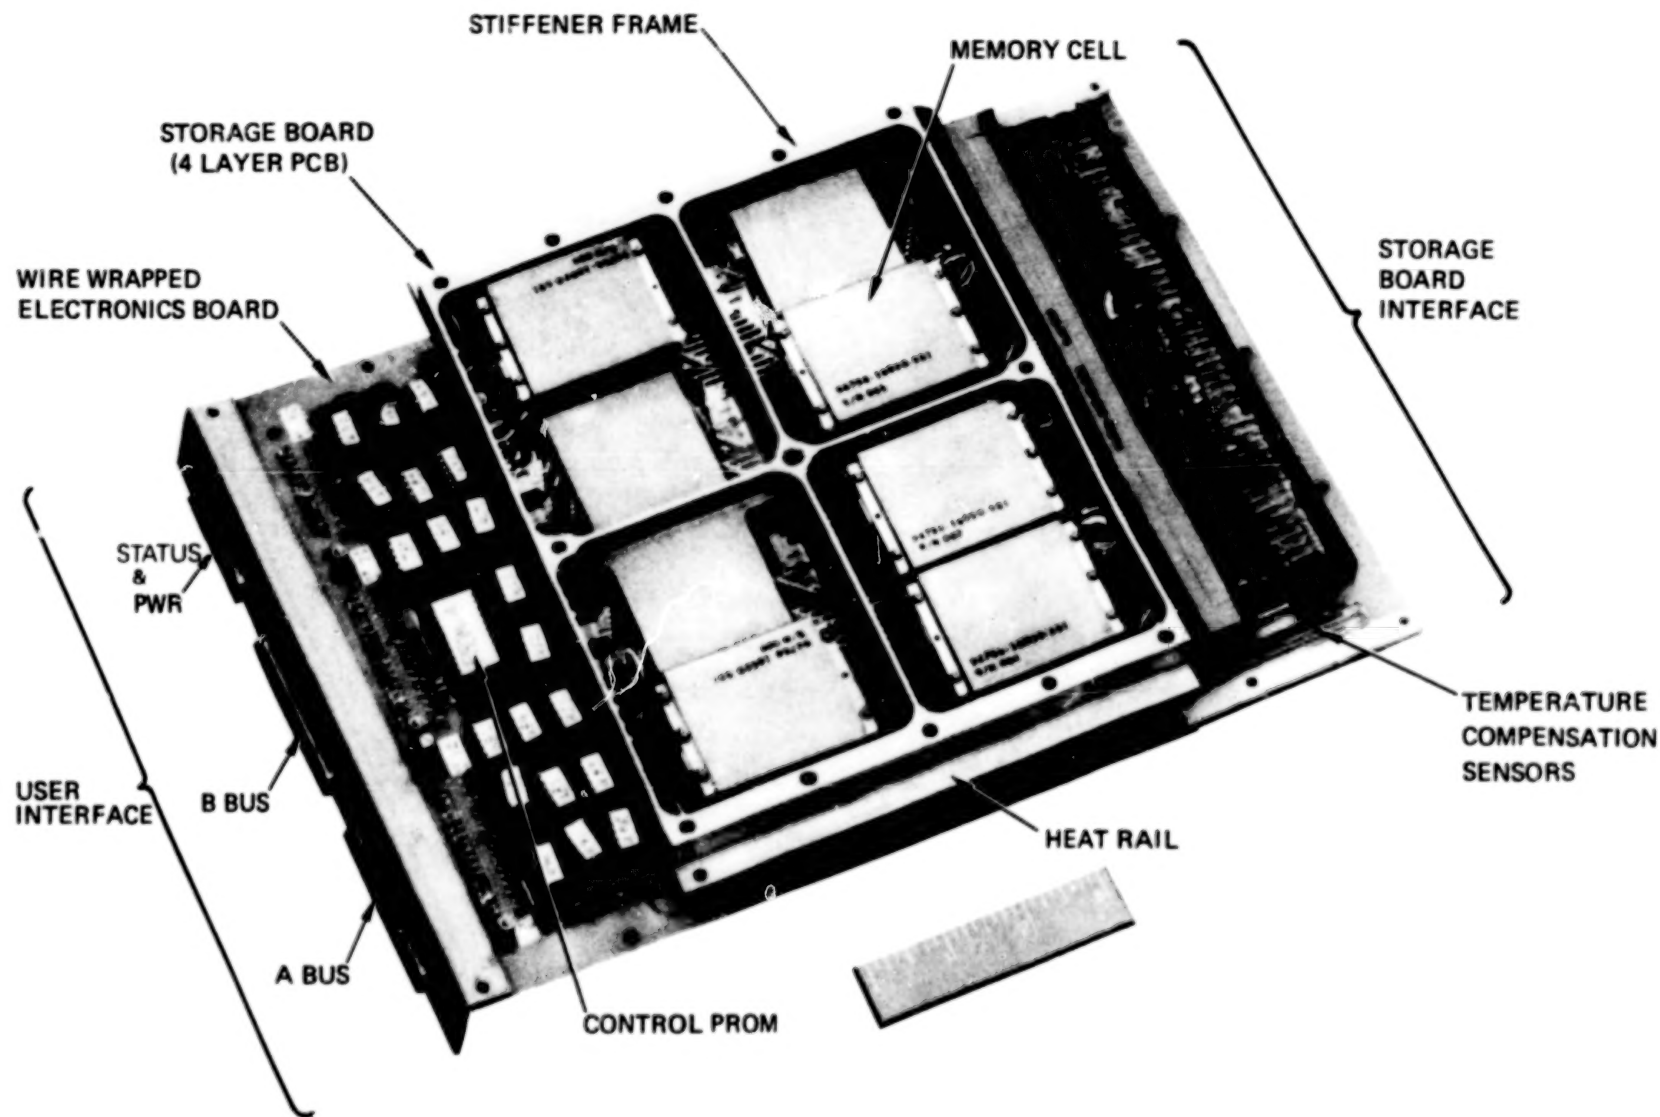 STIFFENER FRAME
MEMORY CELL
STORAGE BOARD
(4 LAYER PCB)
WIRE WRAPPED
ELECTRONICS BOARD
STORAGE
BOARD
INTERFACE
STATUS
&
PWR
USER
INTERFACE
B BUS
A BUS
CONTROL PROM
HEAT RAIL
TEMPERATURE
COMPENSATION
SENSORS